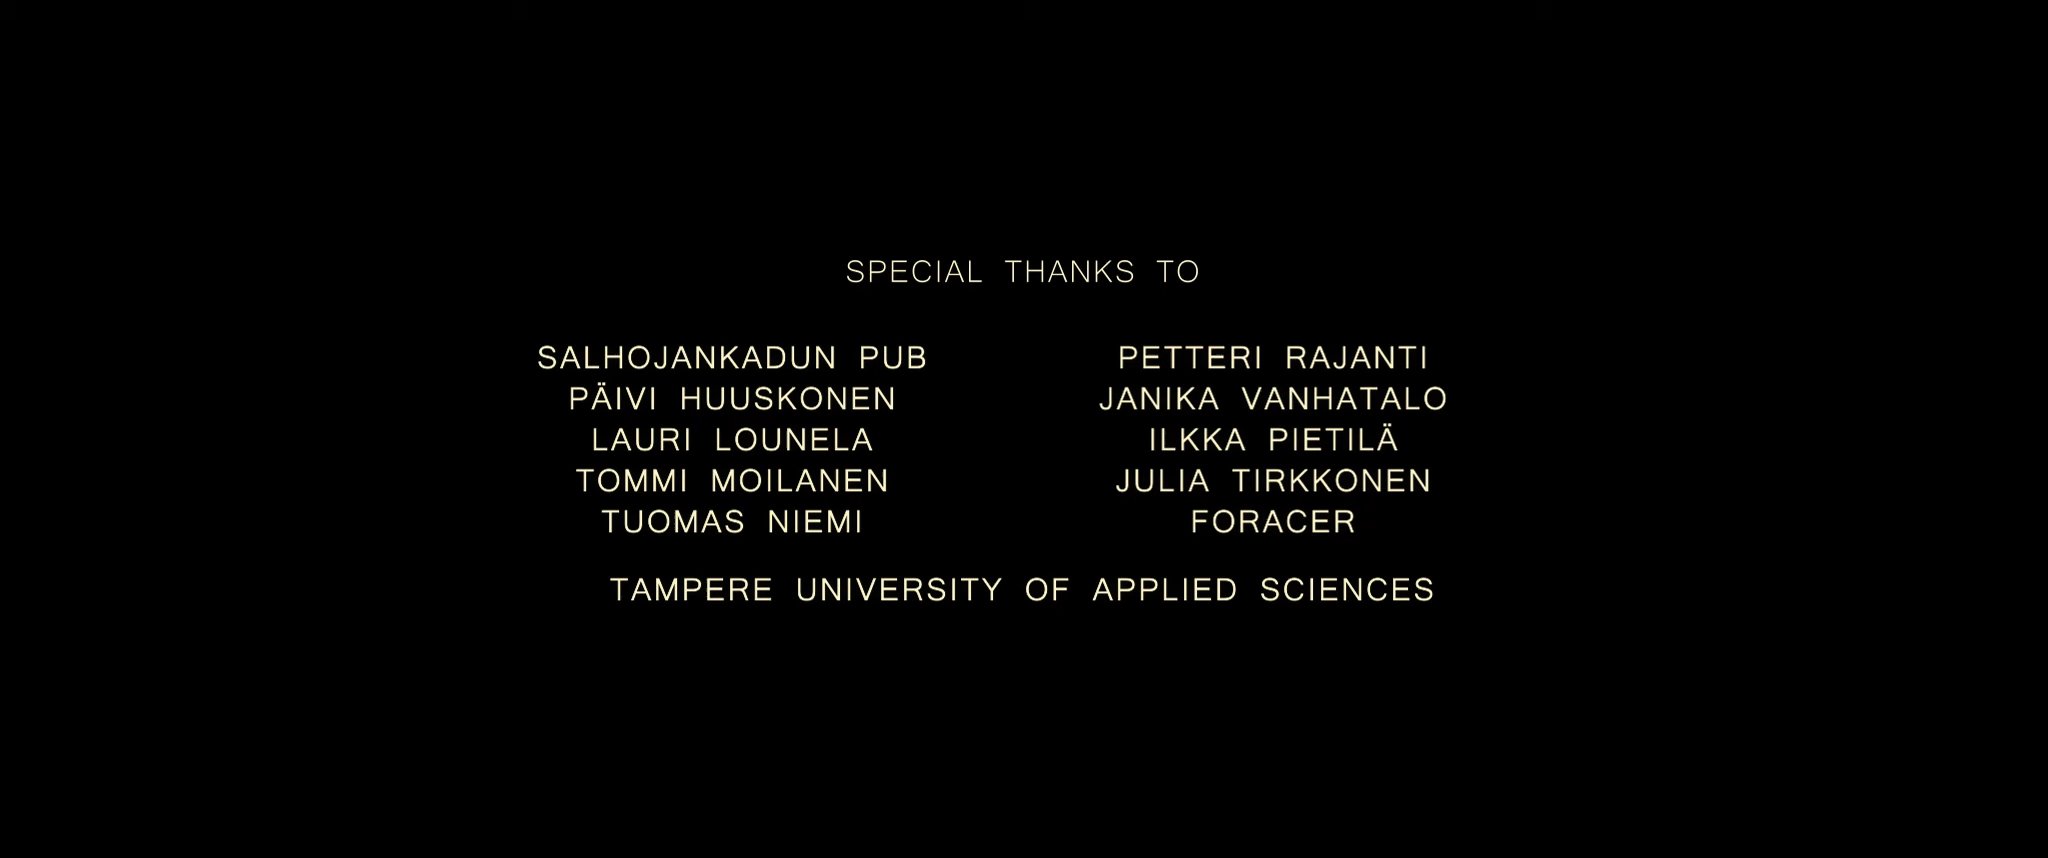 SPECIAL THANKS TO
SALHOJANKADUN PUB
PÄIVI HUUSKONEN
LAURI LOUNELA
TOMMI MOILANEN
TUOMAS NIEMI
PETTERI RAJANTI
JANIKA VANHATALO
ILKKA PIETILÄ
JULIA TIRKKONEN
FORACER
TAMPERE UNIVERSITY OF APPLIED SCIENCES